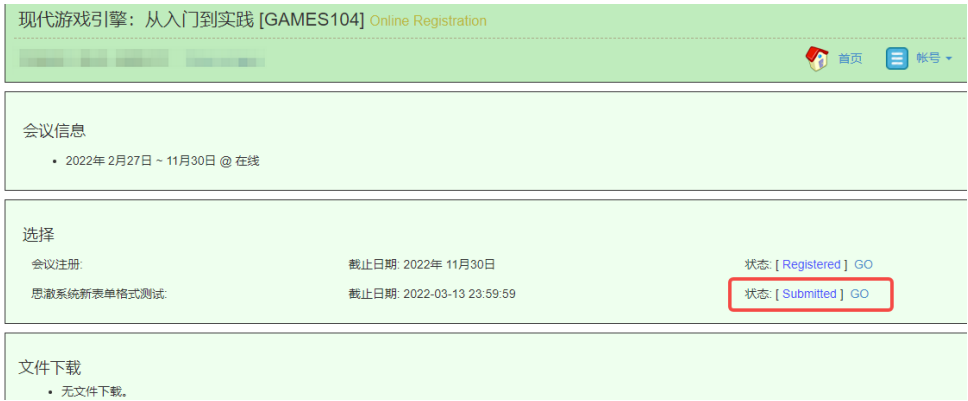 现代游戏引擎：从入门到实践 [GAMES104] Online Registration
首页 帐号
会议信息
• 2022年 2月27日 ~ 11月30日 @ 在线
选择
会议注册: 截止日期: 2022年 11月30日 状态: [ Registered ] GO
思澈系统新表单格式测试: 截止日期: 2022-03-13 23:59:59 状态: [ Submitted ] GO
文件下载
• 无文件下载。